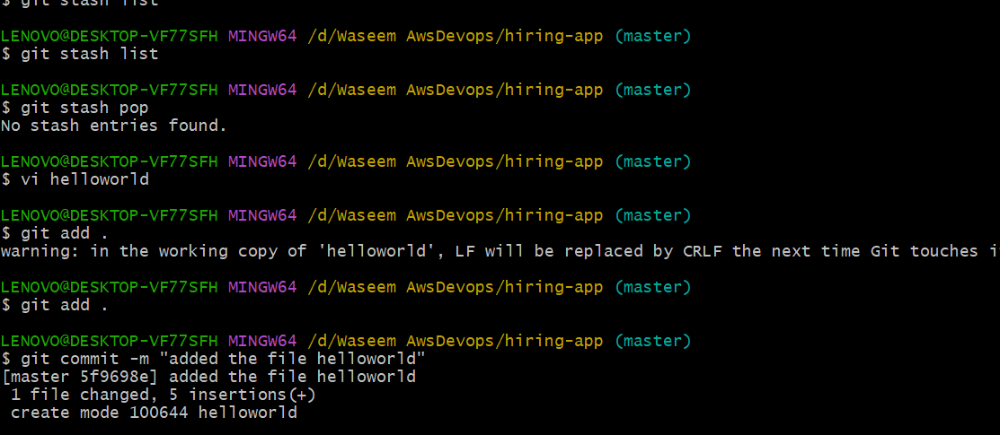 $ git stash list
LENOVO@DESKTOP-VF77SFH MINGW64 /d/Waseem AwsDevops/hiring-app (master)
$ git stash list
LENOVO@DESKTOP-VF77SFH MINGW64 /d/Waseem AwsDevops/hiring-app (master)
$ git stash pop
No stash entries found.
LENOVO@DESKTOP-VF77SFH MINGW64 /d/Waseem AwsDevops/hiring-app (master)
$ vi helloworld
LENOVO@DESKTOP-VF77SFH MINGW64 /d/Waseem AwsDevops/hiring-app (master)
$ git add .
warning: in the working copy of 'helloworld', LF will be replaced by CRLF the next time Git touches i
LENOVO@DESKTOP-VF77SFH MINGW64 /d/Waseem AwsDevops/hiring-app (master)
$ git add .
LENOVO@DESKTOP-VF77SFH MINGW64 /d/Waseem AwsDevops/hiring-app (master)
$ git commit -m "added the file helloworld"
[master 5f9698e] added the file helloworld
 1 file changed, 5 insertions(+)
 create mode 100644 helloworld